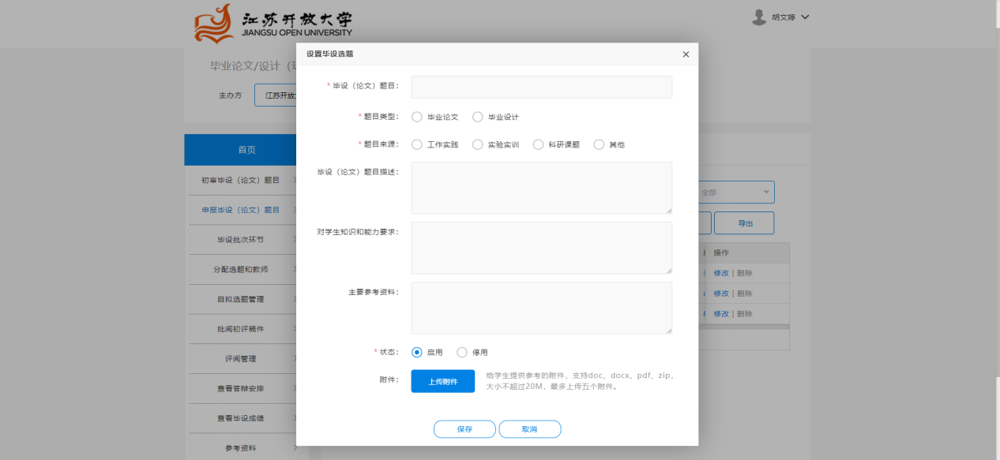 江苏开放大学
JIANGSU OPEN UNIVERSITY
胡文婷
毕业论文/设计
主办方
江苏开放
设置毕设选题
* 毕设（论文）题目：
* 题目类型： 毕业论文 毕业设计
* 题目来源： 工作实践 实验实训 科研课题 其他
毕设（论文）题目描述：
对学生知识和能力要求：
主要参考资料：
* 状态： 启用 停用
附件： 上传附件
给学生提供参考的附件，支持doc、docx、pdf、zip，
大小不超过20M，最多上传五个附件。
保存 取消
首页
初审毕设（论文）题目
申报毕设（论文）题目
毕设批次环节
分配选题和教师
自拟选题管理
批阅初评稿件
评阅管理
查看答辩安排
查看毕设成绩
参考资料
全部
导出
操作
修改 | 删除
修改 | 删除
修改 | 删除